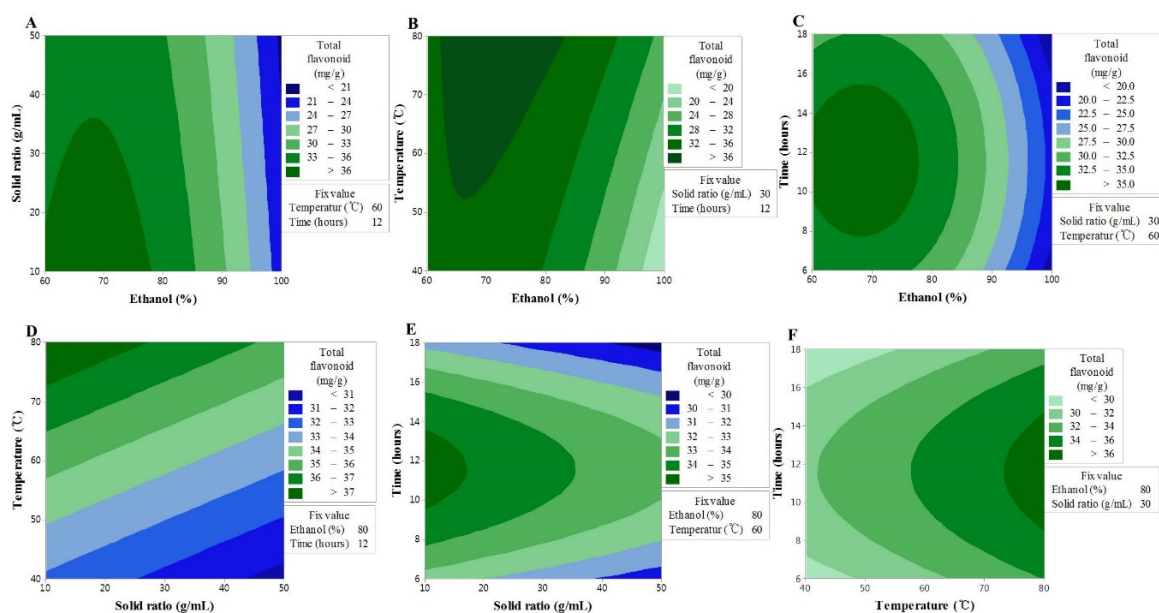 A
50
40
30
20
10
60
70
80
90
100
Solid ratio (g/mL)
Ethanol (%)
Total
flavonoid
(mg/g)
< 21
21 – 24
24 – 27
27 – 30
30 – 33
33 – 36
> 36
Fix value
Temperatur (℃) 60
Time (hours) 12
B
80
70
60
50
40
60
70
80
90
100
Temperature (℃)
Ethanol (%)
Total
flavonoid
(mg/g)
< 20
20 – 24
24 – 28
28 – 32
32 – 36
> 36
Fix value
Solid ratio (g/mL) 30
Time (hours) 12
C
18
16
14
12
10
8
6
60
70
80
90
100
Time (hours)
Ethanol (%)
Total
flavonoid
(mg/g)
< 20.0
20.0 – 22.5
22.5 – 25.0
25.0 – 27.5
27.5 – 30.0
30.0 – 32.5
32.5 – 35.0
> 35.0
Fix value
Solid ratio (g/mL) 30
Temperatur (℃) 60
D
80
70
60
50
40
10
20
30
40
50
Temperature (℃)
Solid ratio (g/mL)
Total
flavonoid
(mg/g)
< 31
31 – 32
32 – 33
33 – 34
34 – 35
35 – 36
36 – 37
> 37
Fix value
Ethanol (%) 80
Time (hours) 12
E
18
16
14
12
10
8
6
10
20
30
40
50
Time (hours)
Solid ratio (g/mL)
Total
flavonoid
(mg/g)
< 30
30 – 31
31 – 32
32 – 33
33 – 34
34 – 35
> 35
Fix value
Ethanol (%) 80
Temperatur (℃) 60
F
18
16
14
12
10
8
6
40
50
60
70
80
Time (hours)
Temperature (℃)
Total
flavonoid
(mg/g)
< 30
30 – 32
32 – 34
34 – 36
> 36
Fix value
Ethanol (%) 80
Solid ratio (g/mL) 30